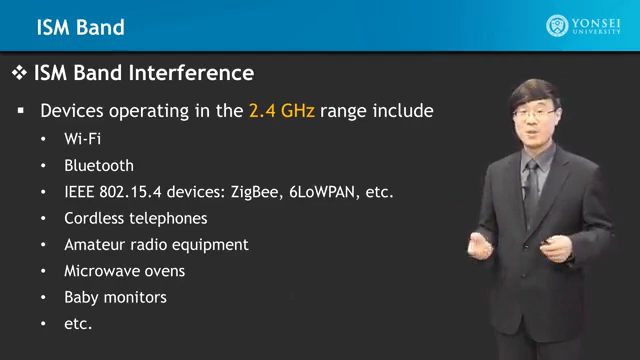 ISM Band
YONSEI
UNIVERSITY
❖ ISM Band Interference
▪ Devices operating in the 2.4 GHz range include
• Wi-Fi
• Bluetooth
• IEEE 802.15.4 devices: ZigBee, 6LoWPAN, etc.
• Cordless telephones
• Amateur radio equipment
• Microwave ovens
• Baby monitors
• etc.